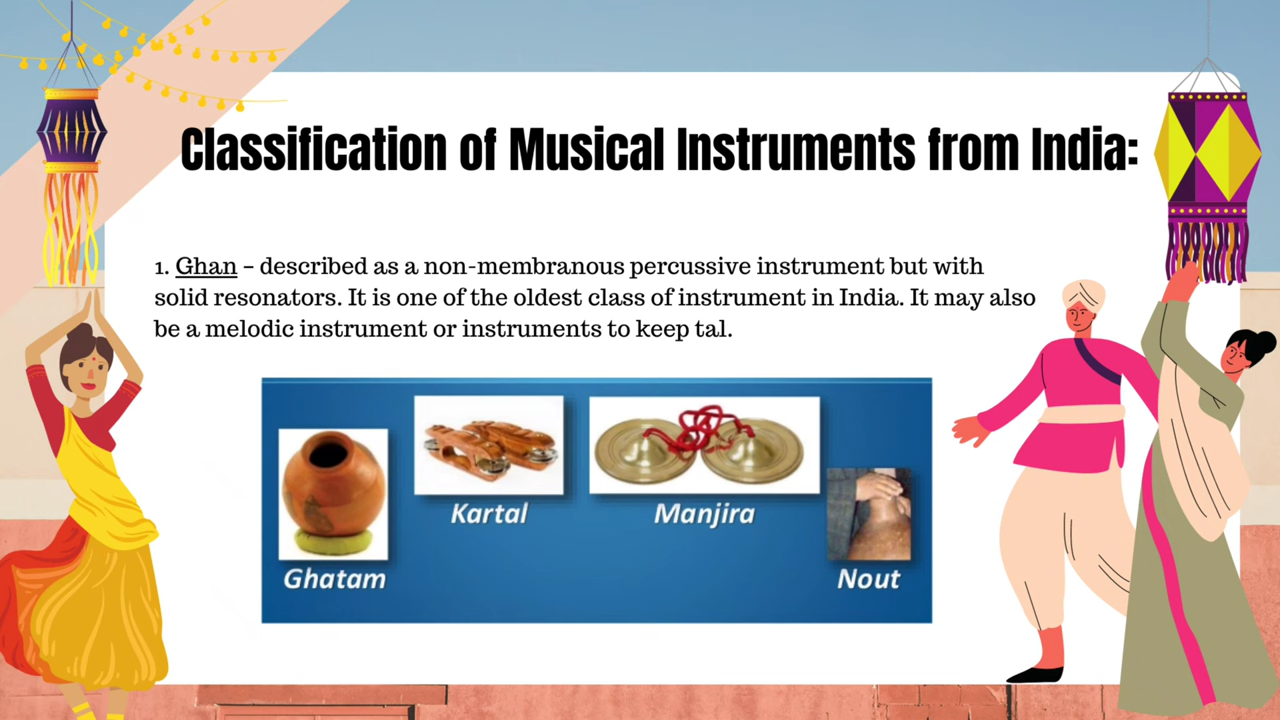 Classification of Musical Instruments from India:
1. Ghan – described as a non-membranous percussive instrument but with
solid resonators. It is one of the oldest class of instrument in India. It may also
be a melodic instrument or instruments to keep tal.
Kartal
Manjira
Ghatam
Nout